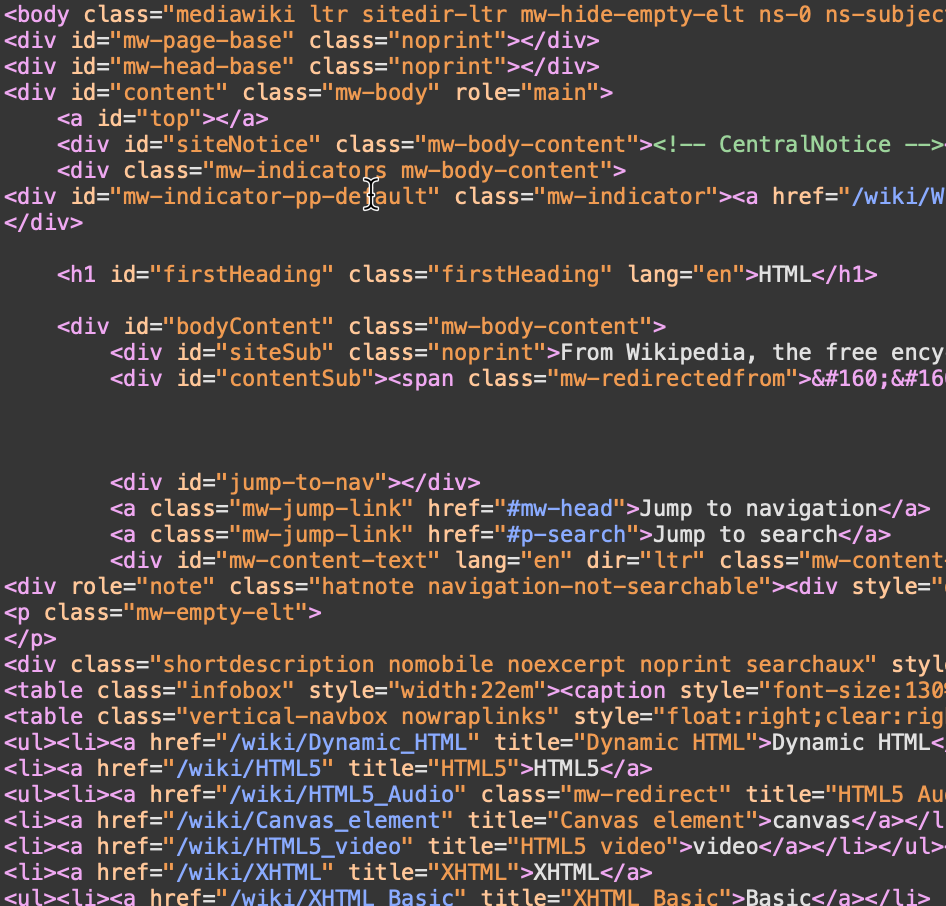 <body class="mediawiki ltr sitedir-ltr mw-hide-empty-elt ns-0 ns-subjec
<div id="mw-page-base" class="noprint"></div>
<div id="mw-head-base" class="noprint"></div>
<div id="content" class="mw-body" role="main">
    <a id="top"></a>
    <div id="siteNotice" class="mw-body-content"><!-- CentralNotice --><
    <div class="mw-indicators mw-body-content">
<div id="mw-indicator-pp-default" class="mw-indicator"><a href="/wiki/W
</div>
    <h1 id="firstHeading" class="firstHeading" lang="en">HTML</h1>
    <div id="bodyContent" class="mw-body-content">
        <div id="siteSub" class="noprint">From Wikipedia, the free ency
        <div id="contentSub"><span class="mw-redirectedfrom">&#160;&#16
        <div id="jump-to-nav"></div>
        <a class="mw-jump-link" href="#mw-head">Jump to navigation</a>
        <a class="mw-jump-link" href="#p-search">Jump to search</a>
        <div id="mw-content-text" lang="en" dir="ltr" class="mw-content-
<div role="note" class="hatnote navigation-not-searchable"><div style="
<p class="mw-empty-elt">
</p>
<div class="shortdescription nomobile noexcerpt noprint searchaux" styl
<table class="infobox" style="width:22em"><caption style="font-size:130
<table class="vertical-navbox nowraplinks" style="float:right;clear:rig
<ul><li><a href="/wiki/Dynamic_HTML" title="Dynamic HTML">Dynamic HTML<
<li><a href="/wiki/HTML5" title="HTML5">HTML5</a>
<ul><li><a href="/wiki/HTML5_Audio" class="mw-redirect" title="HTML5 Au
<li><a href="/wiki/Canvas_element" title="Canvas element">canvas</a></l
<li><a href="/wiki/HTML5_video" title="HTML5 video">video</a></li></ul>
<li><a href="/wiki/XHTML" title="XHTML">XHTML</a>
<ul><li><a href="/wiki/XHTML_Basic" title="XHTML Basic">Basic</a></li>